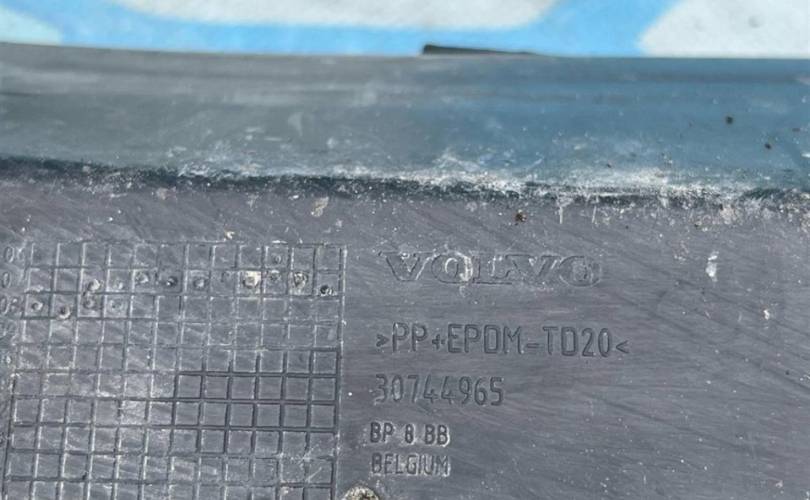 VOLVO
>PP+EPDM-TD20<
30744965
BP 8 BB
BELGIUM